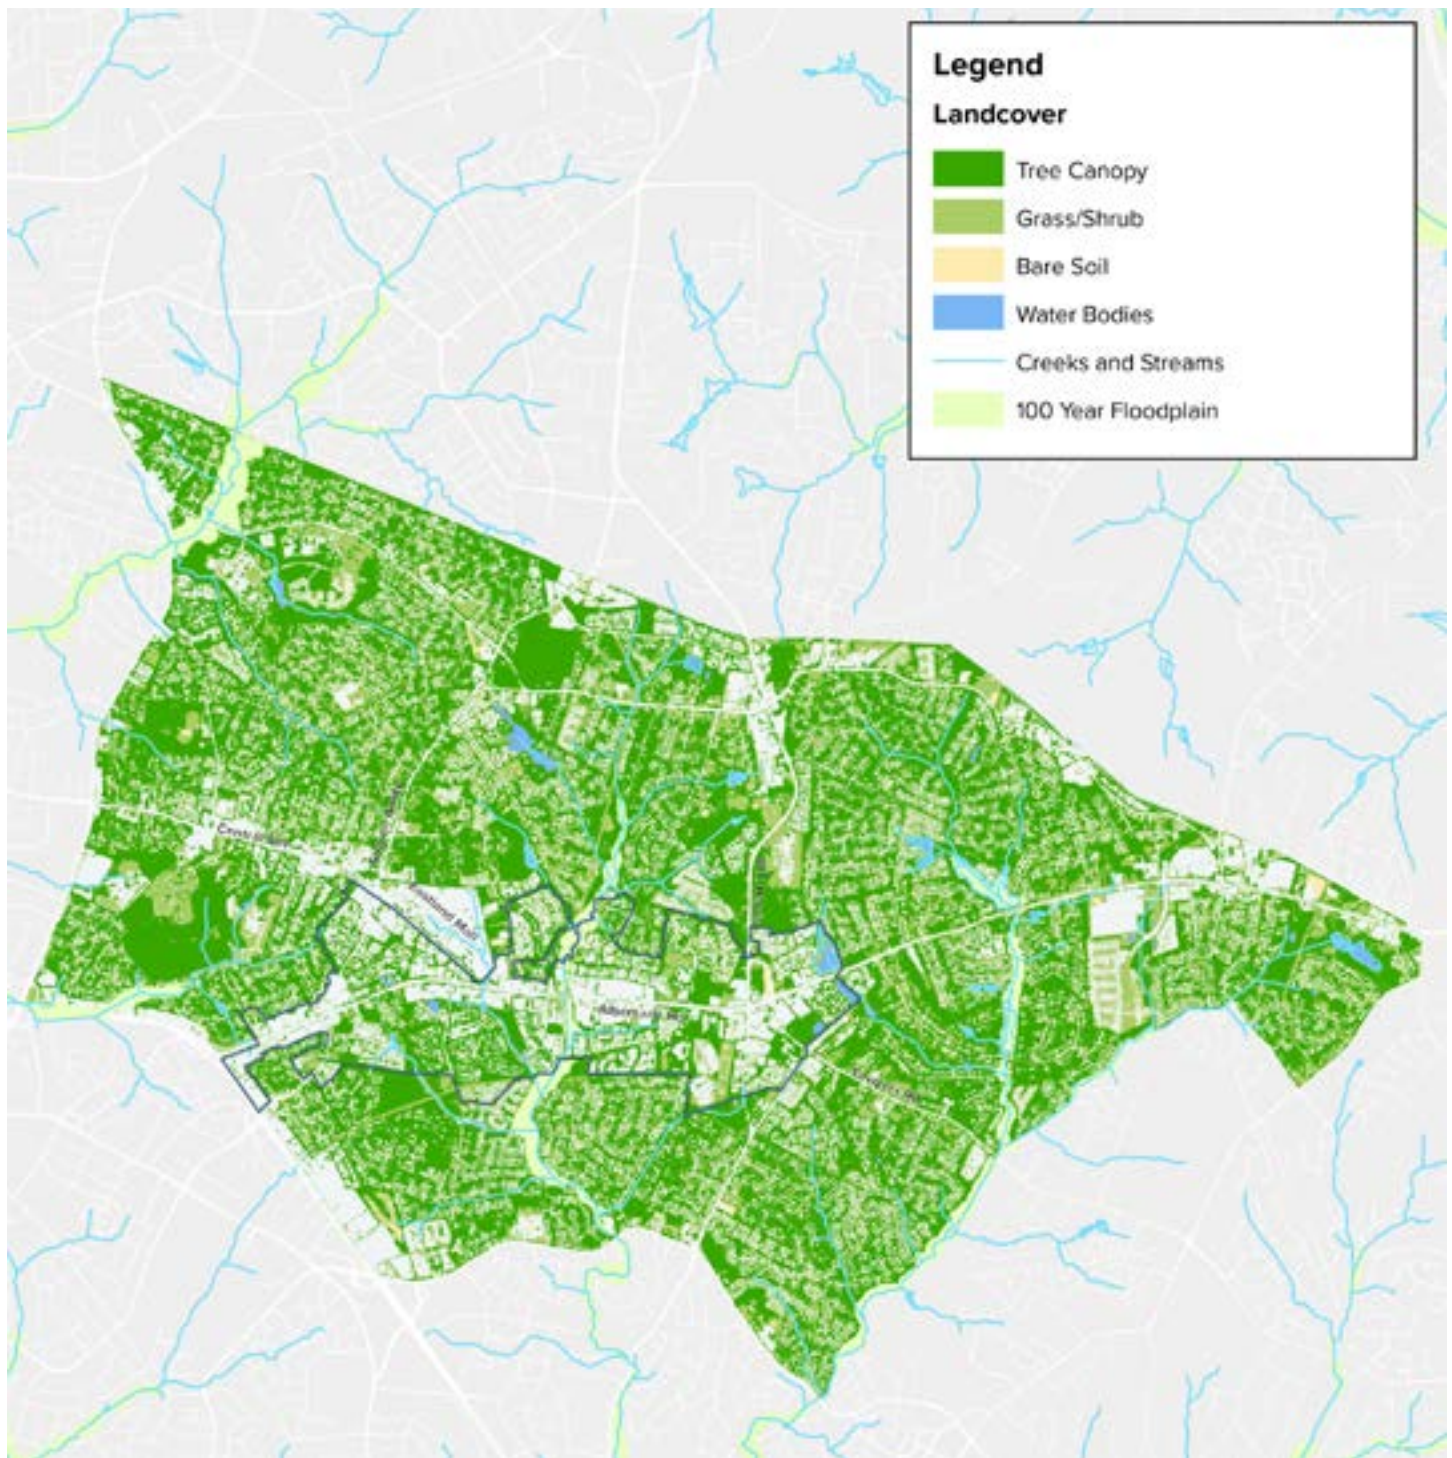 Legend
Landcover
Tree Canopy
Grass/Shrub
Bare Soil
Water Bodies
Creeks and Streams
100 Year Floodplain